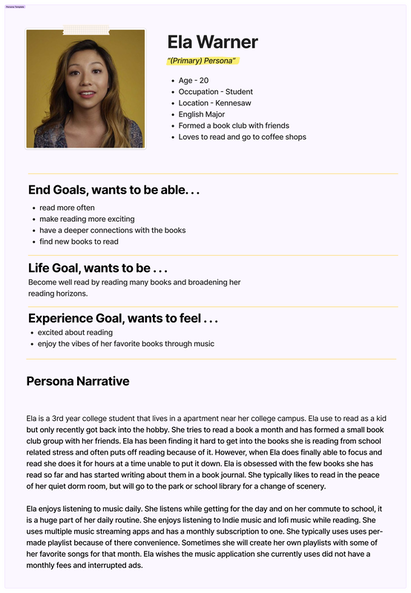 Ela Warner
"(Primary) Persona"
• Age - 20
• Occupation - Student
• Location - Kennesaw
• English Major
• Formed a book club with friends
• Loves to read and go to coffee shops
End Goals, wants to be able. . .
• read more often
• make reading more exciting
• have a deeper connections with the books
• find new books to read
Life Goal, wants to be . . .
Become well read by reading many books and broadening her
reading horizons.
Experience Goal, wants to feel . . .
• excited about reading
• enjoy the vibes of her favorite books through music
Persona Narrative
Ela is a 3rd year college student that lives in a apartment near her college campus. Ela use to read as a kid
but only recently got back into the hobby. She tries to read a book a month and has formed a small book
club group with her friends. Ela has been finding it hard to get into the books she is reading from school
related stress and often puts off reading because of it. However, when Ela does finally able to focus and
read she does it for hours at a time unable to put it down. Ela is obsessed with the few books she has
read so far and has started writing about them in a book journal. She typically likes to read in the peace
of her quiet dorm room, but will go to the park or school library for a change of scenery.
Ela enjoys listening to music daily. She listens while getting for the day and on her commute to school, it
is a huge part of her daily routine. She enjoys listening to Indie music and lofi music while reading. She
uses multiple music streaming apps and has a monthly subscription to one. She typically uses uses per-
made playlist because of there convenience. Sometimes she will create her own playlists with some of
her favorite songs for that month. Ela wishes the music application she currently uses did not have a
monthly fees and interrupted ads.